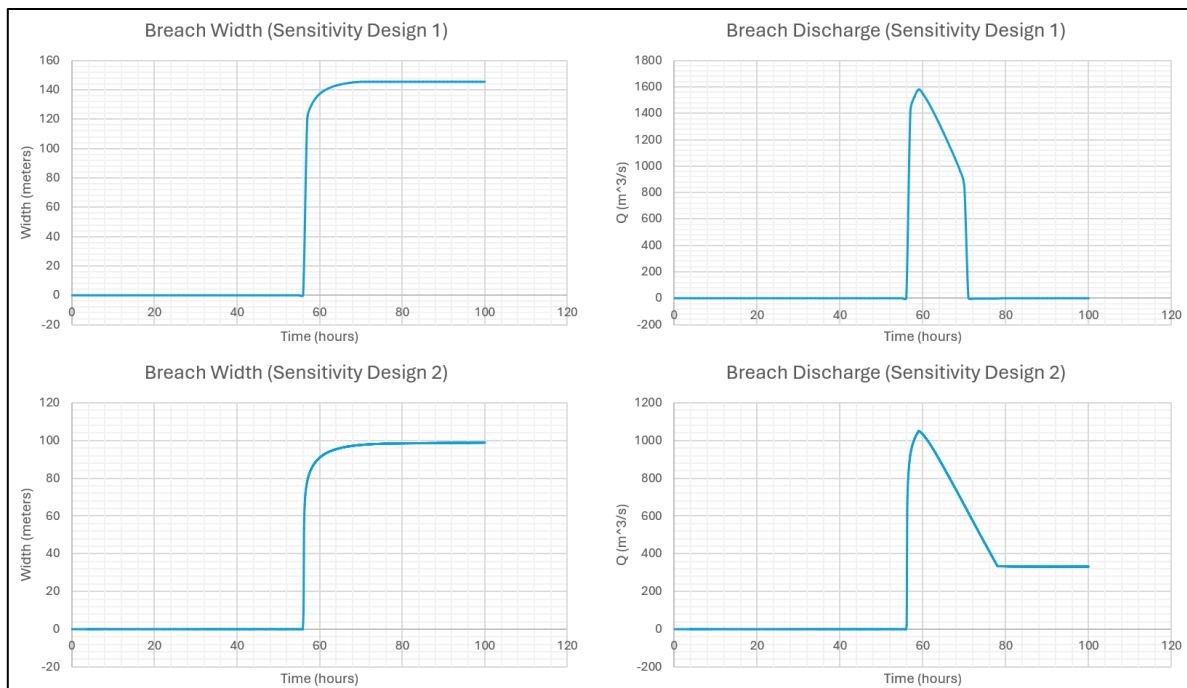 Breach Width (Sensitivity Design 1)
160
140
120
100
80
60
40
20
0
-20
0 20 40 60 80 100 120
Width (meters)
Time (hours)
Breach Discharge (Sensitivity Design 1)
1800
1600
1400
1200
1000
800
600
400
200
0
-200
0 20 40 60 80 100 120
Q (m^3/s)
Time (hours)
Breach Width (Sensitivity Design 2)
120
100
80
60
40
20
0
-20
0 20 40 60 80 100 120
Width (meters)
Time (hours)
Breach Discharge (Sensitivity Design 2)
1200
1000
800
600
400
200
0
-200
0 20 40 60 80 100 120
Q (m^3/s)
Time (hours)